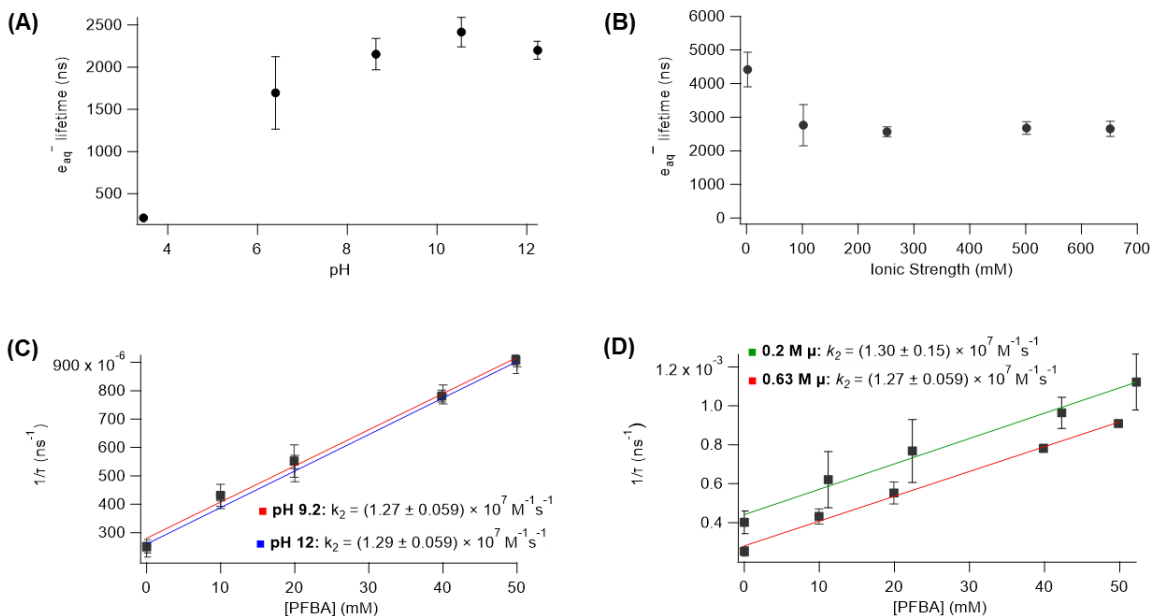 (A)
2500
2000
1500
1000
500
e_aq^− lifetime (ns)
4
6
8
10
12
pH
(B)
6000
5000
4000
3000
2000
1000
0
e_aq^− lifetime (ns)
0
100
200
300
400
500
600
700
Ionic Strength (mM)
(C)
900 x 10^-6
800
700
600
500
400
300
1/τ (ns^-1)
pH 9.2: k_2 = (1.27 ± 0.059) × 10^7 M^−1s^−1
pH 12: k_2 = (1.29 ± 0.059) × 10^7 M^−1s^−1
0
10
20
30
40
50
[PFBA] (mM)
(D)
0.2 M μ: k_2 = (1.30 ± 0.15) × 10^7 M^−1s^−1
0.63 M μ: k_2 = (1.27 ± 0.059) × 10^7 M^−1s^−1
1.2 x 10^-3
1.0
0.8
0.6
0.4
1/τ (ns^-1)
0
10
20
30
40
50
[PFBA] (mM)